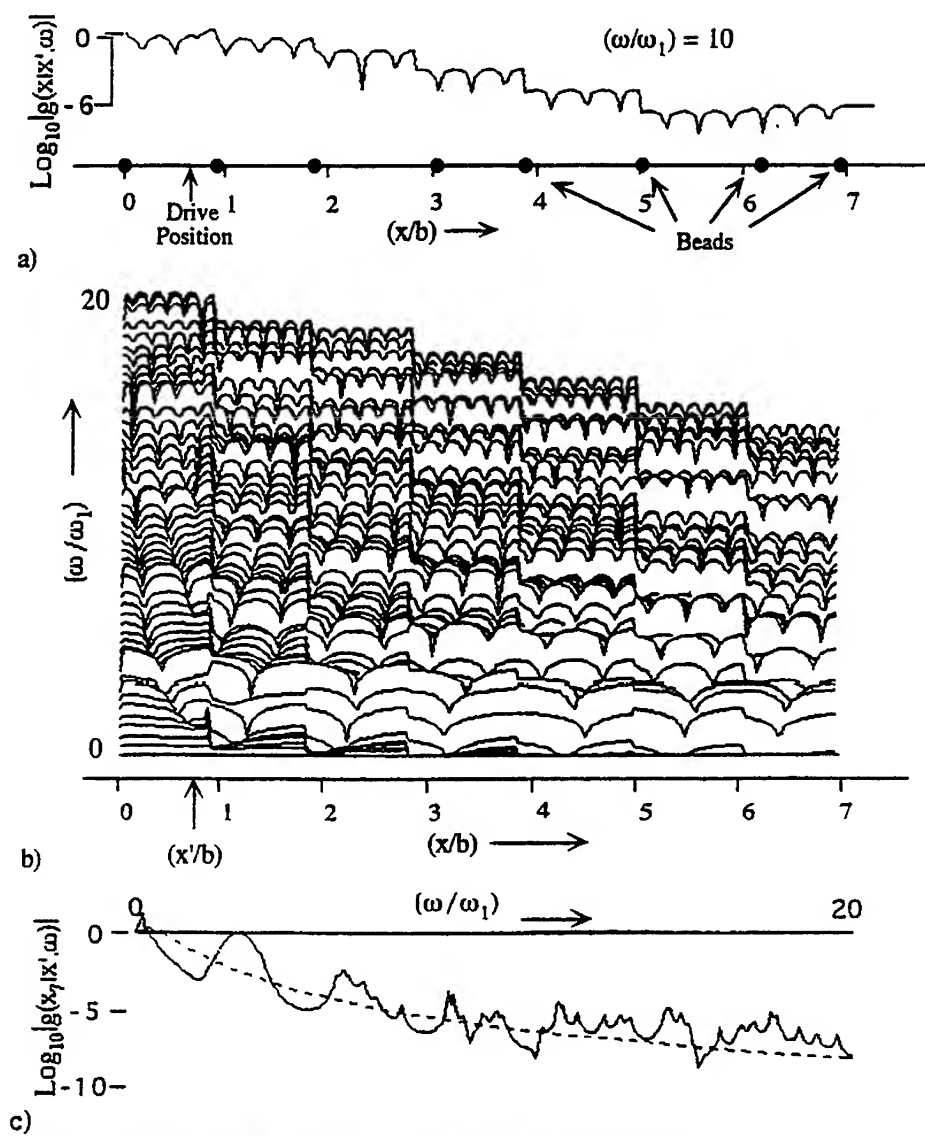 Log₁₀|g(x|x',ω)|
0
-6
(ω/ω₁) = 10
0 1 2 3 4 5 6 7
Drive
Position
(x/b)
Beads
a)
20
(ω/ω₁)
0
0 1 2 3 4 5 6 7
(x'/b)
(x/b)
b)
0
(ω/ω₁)
20
Log₁₀|g(x₇|x',ω)|
0
-5
-10
c)